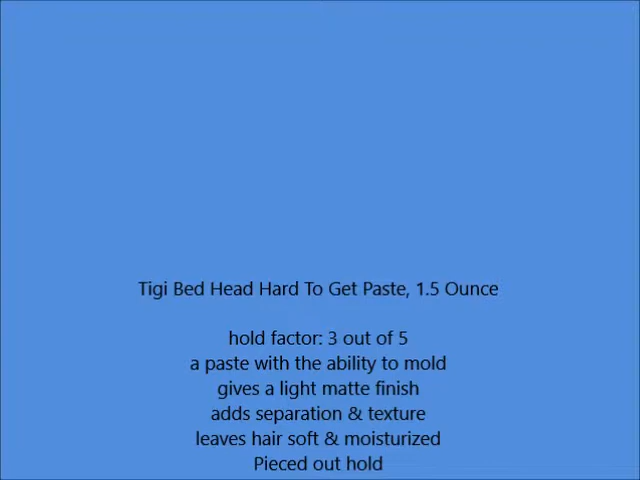 Tigi Bed Head Hard To Get Paste, 1.5 Ounce
hold factor: 3 out of 5
a paste with the ability to mold
gives a light matte finish
adds separation & texture
leaves hair soft & moisturized
Pieced out hold